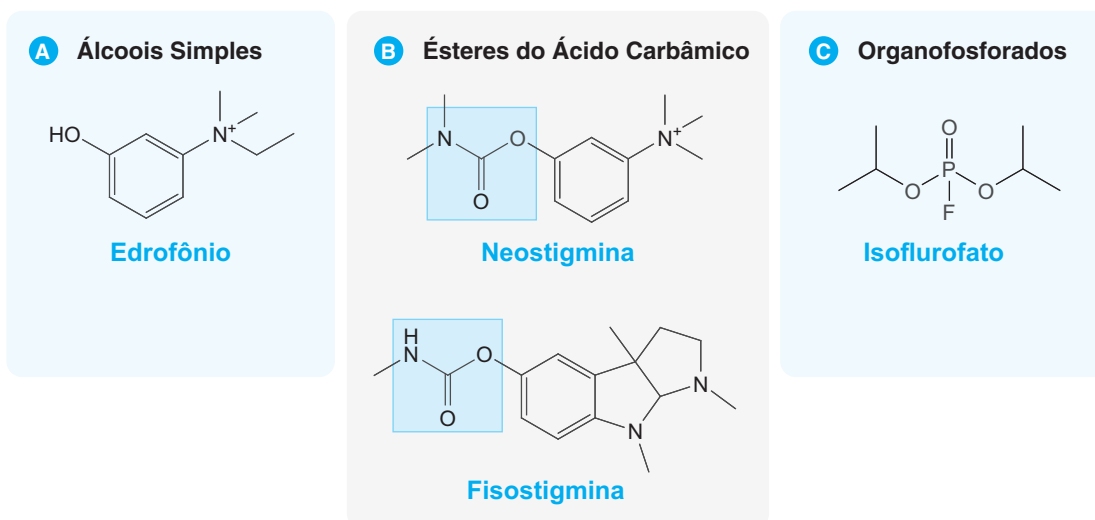 A Álcoois Simples
HO
N+
Edrofônio
B Ésteres do Ácido Carbâmico
N
O
N+
O
Neostigmina
H
N
O
O
N
N
Fisostigmina
C Organofosforados
O
P
O
O
F
Isoflurofato